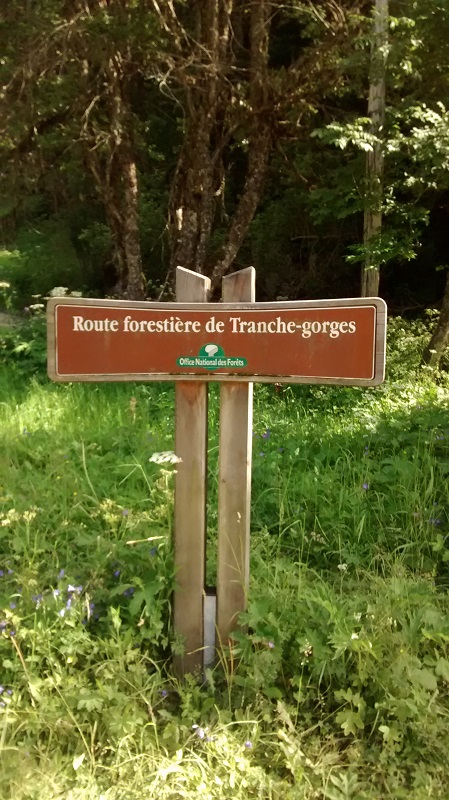 Route forestière de Tranche-gorges
Office National des Forêts